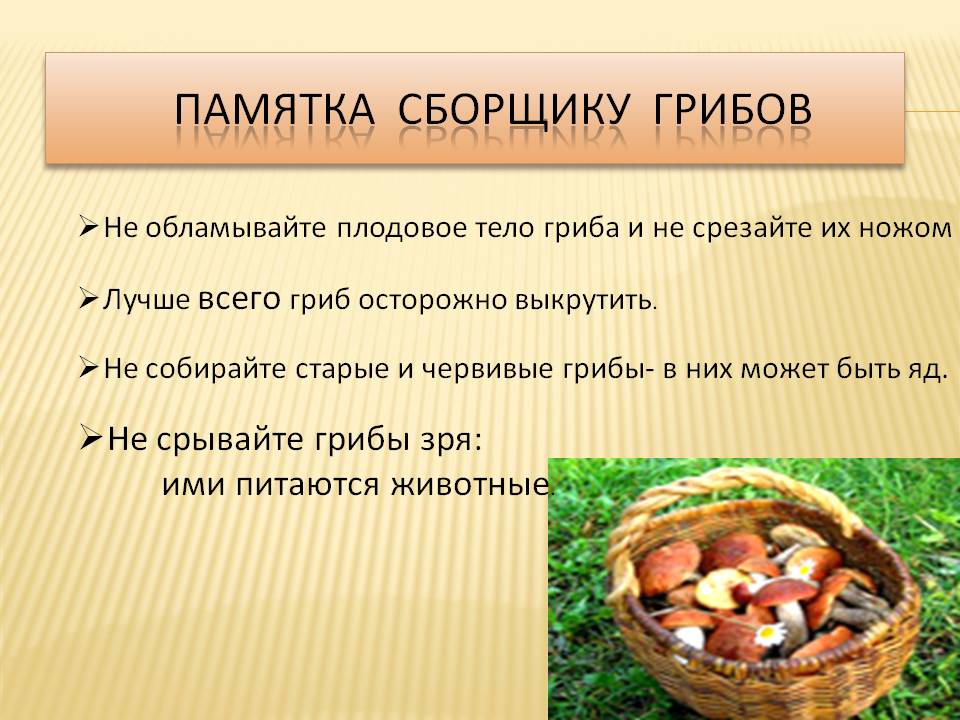 ПАМЯТКА СБОРЩИКУ ГРИБОВ
➢Не обламывайте плодовое тело гриба и не срезайте их ножом
➢Лучше всего гриб осторожно выкрутить.
➢Не собирайте старые и червивые грибы- в них может быть яд.
➢Не срывайте грибы зря:
ими питаются животные.